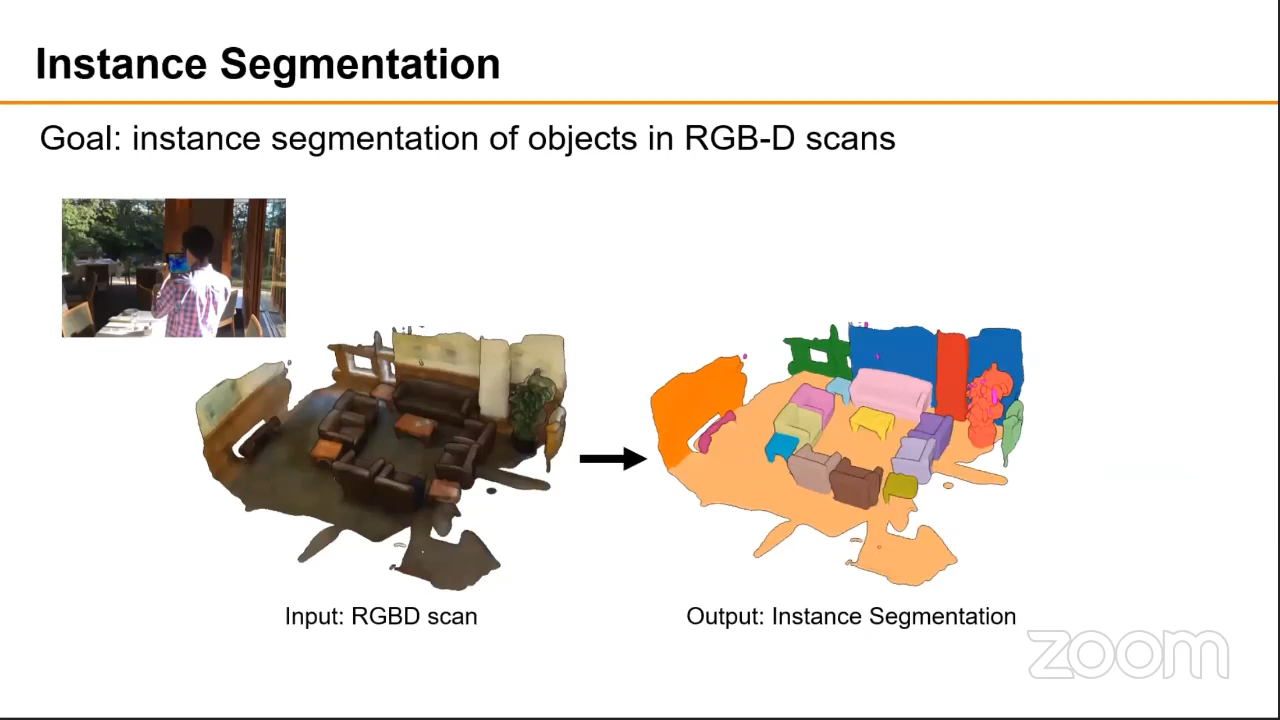 Instance Segmentation
Goal: instance segmentation of objects in RGB-D scans
Input: RGBD scan
Output: Instance Segmentation
zoom